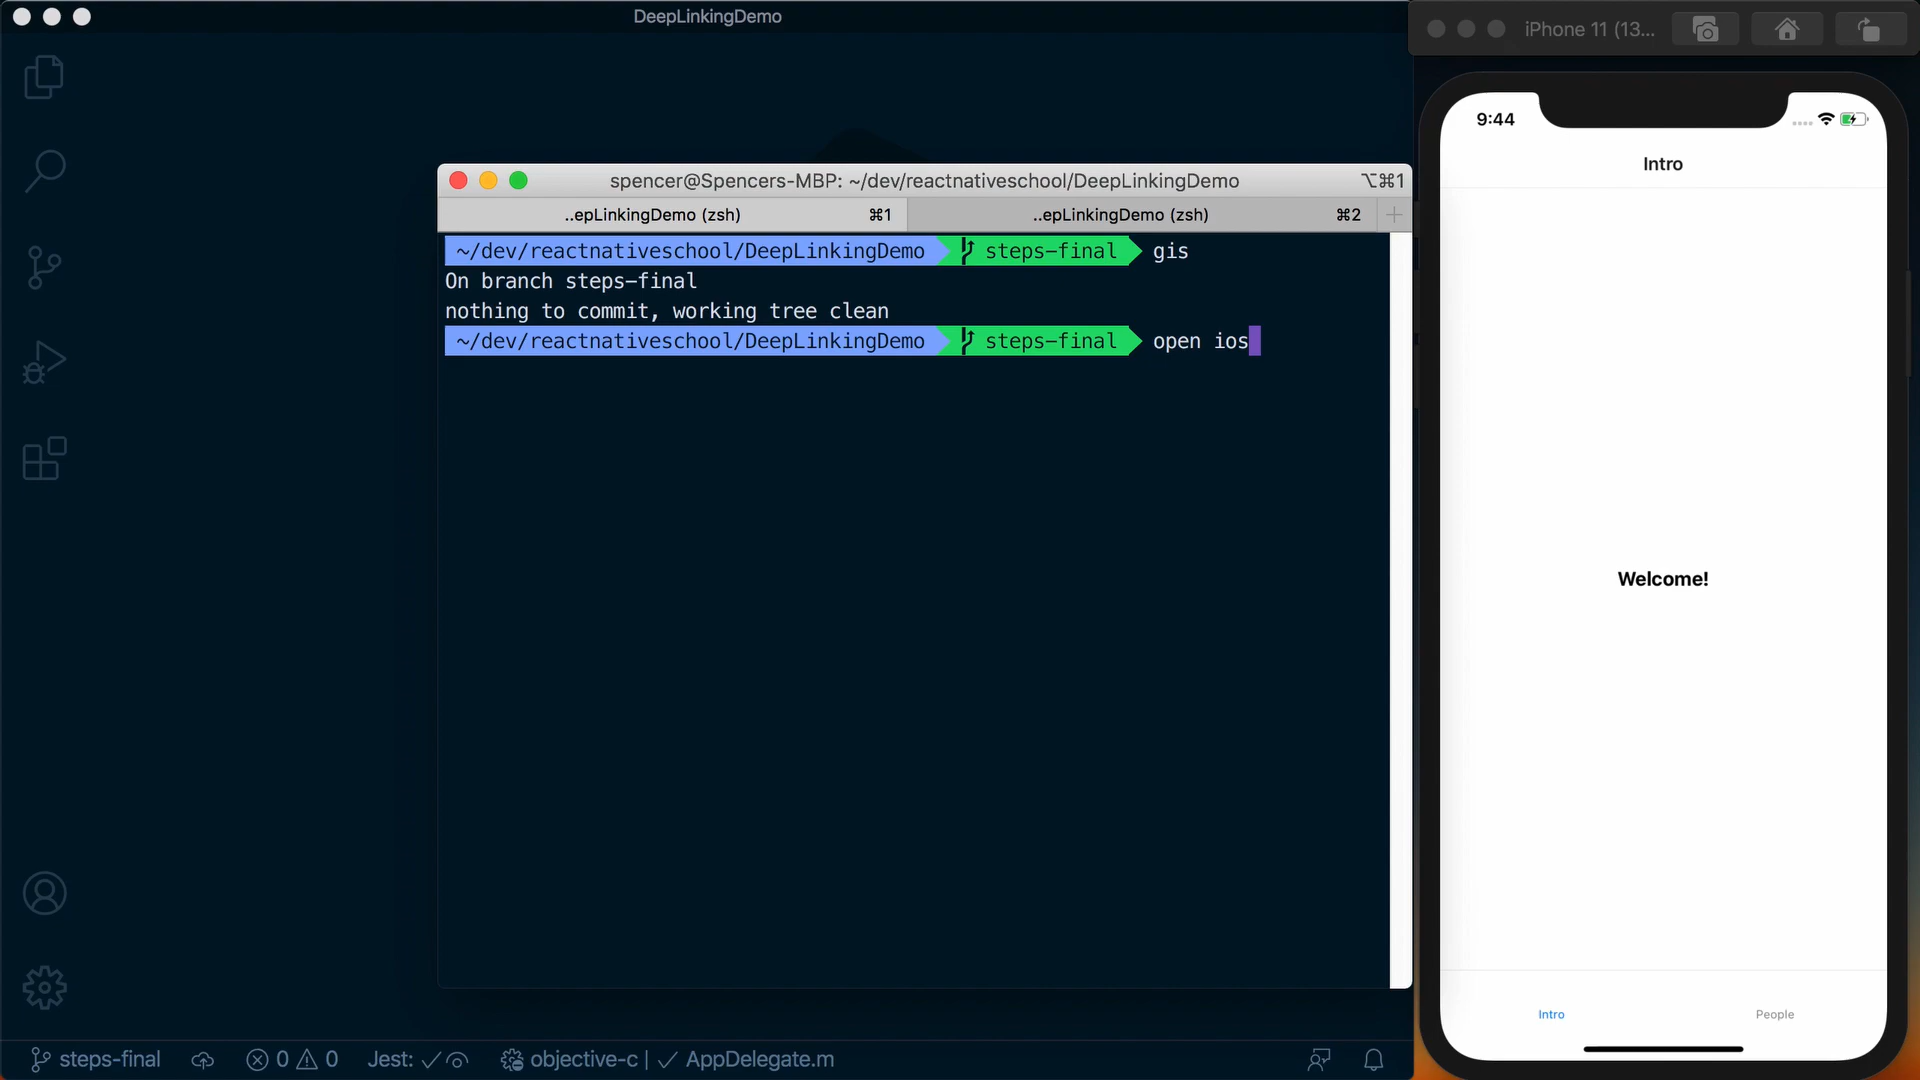 DeepLinkingDemo
spencer@Spencers-MBP: ~/dev/reactnativeschool/DeepLinkingDemo
⌥⌘1
..epLinkingDemo (zsh) ⌘1
..epLinkingDemo (zsh) ⌘2
~/dev/reactnativeschool/DeepLinkingDemo steps-final gis
On branch steps-final
nothing to commit, working tree clean
~/dev/reactnativeschool/DeepLinkingDemo steps-final open ios
steps-final 0 0 Jest: objective-c | ✓ AppDelegate.m
iPhone 11 (13...
9:44
Intro
Welcome!
Intro
People